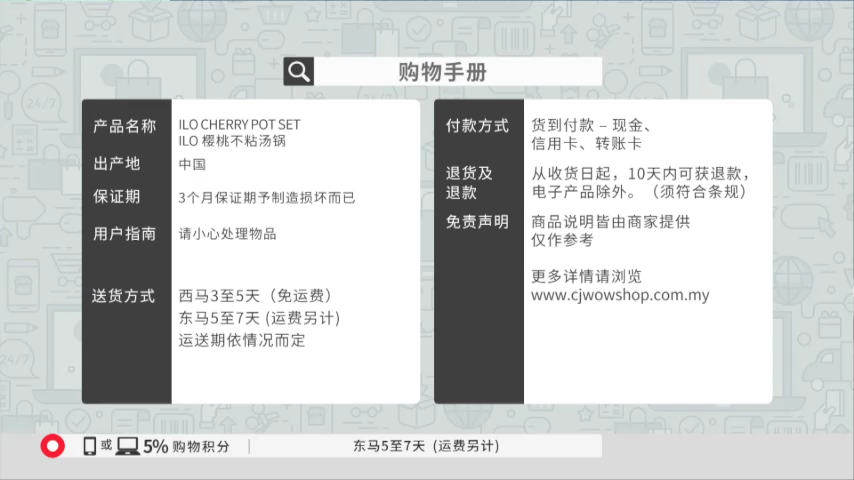 购物手册
产品名称
ILO CHERRY POT SET
ILO 樱桃不粘汤锅
出产地
中国
保证期
3个月保证期予制造损坏而已
用户指南
请小心处理物品
送货方式
西马3至5天（免运费）
东马5至7天 (运费另计)
运送期依情况而定
付款方式
货到付款 – 现金、
信用卡、转账卡
退货及
退款
从收货日起，10天内可获退款，
电子产品除外。（须符合条规）
免责声明
商品说明皆由商家提供
仅作参考
更多详情请浏览
www.cjwowshop.com.my
或 5% 购物积分
东马5至7天 (运费另计)
24/7
24/7